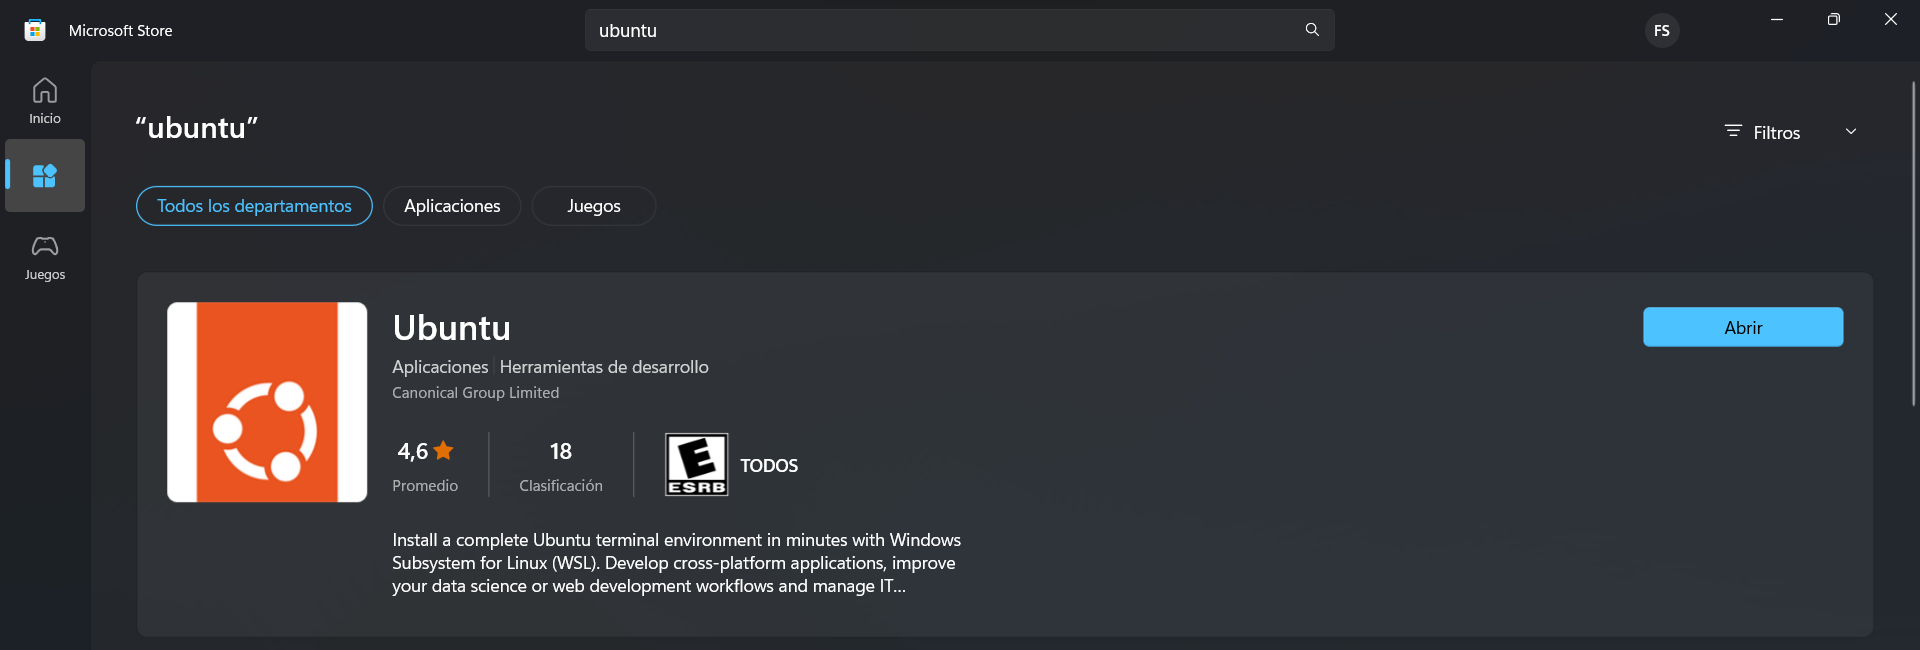 Microsoft Store
ubuntu
FS
Inicio
Juegos
“ubuntu”
Filtros
Todos los departamentos
Aplicaciones
Juegos
Ubuntu
Aplicaciones
Herramientas de desarrollo
Canonical Group Limited
4,6
Promedio
18
Clasificación
E
ESRB
TODOS
Abrir
Install a complete Ubuntu terminal environment in minutes with Windows
Subsystem for Linux (WSL). Develop cross-platform applications, improve
your data science or web development workflows and manage IT...